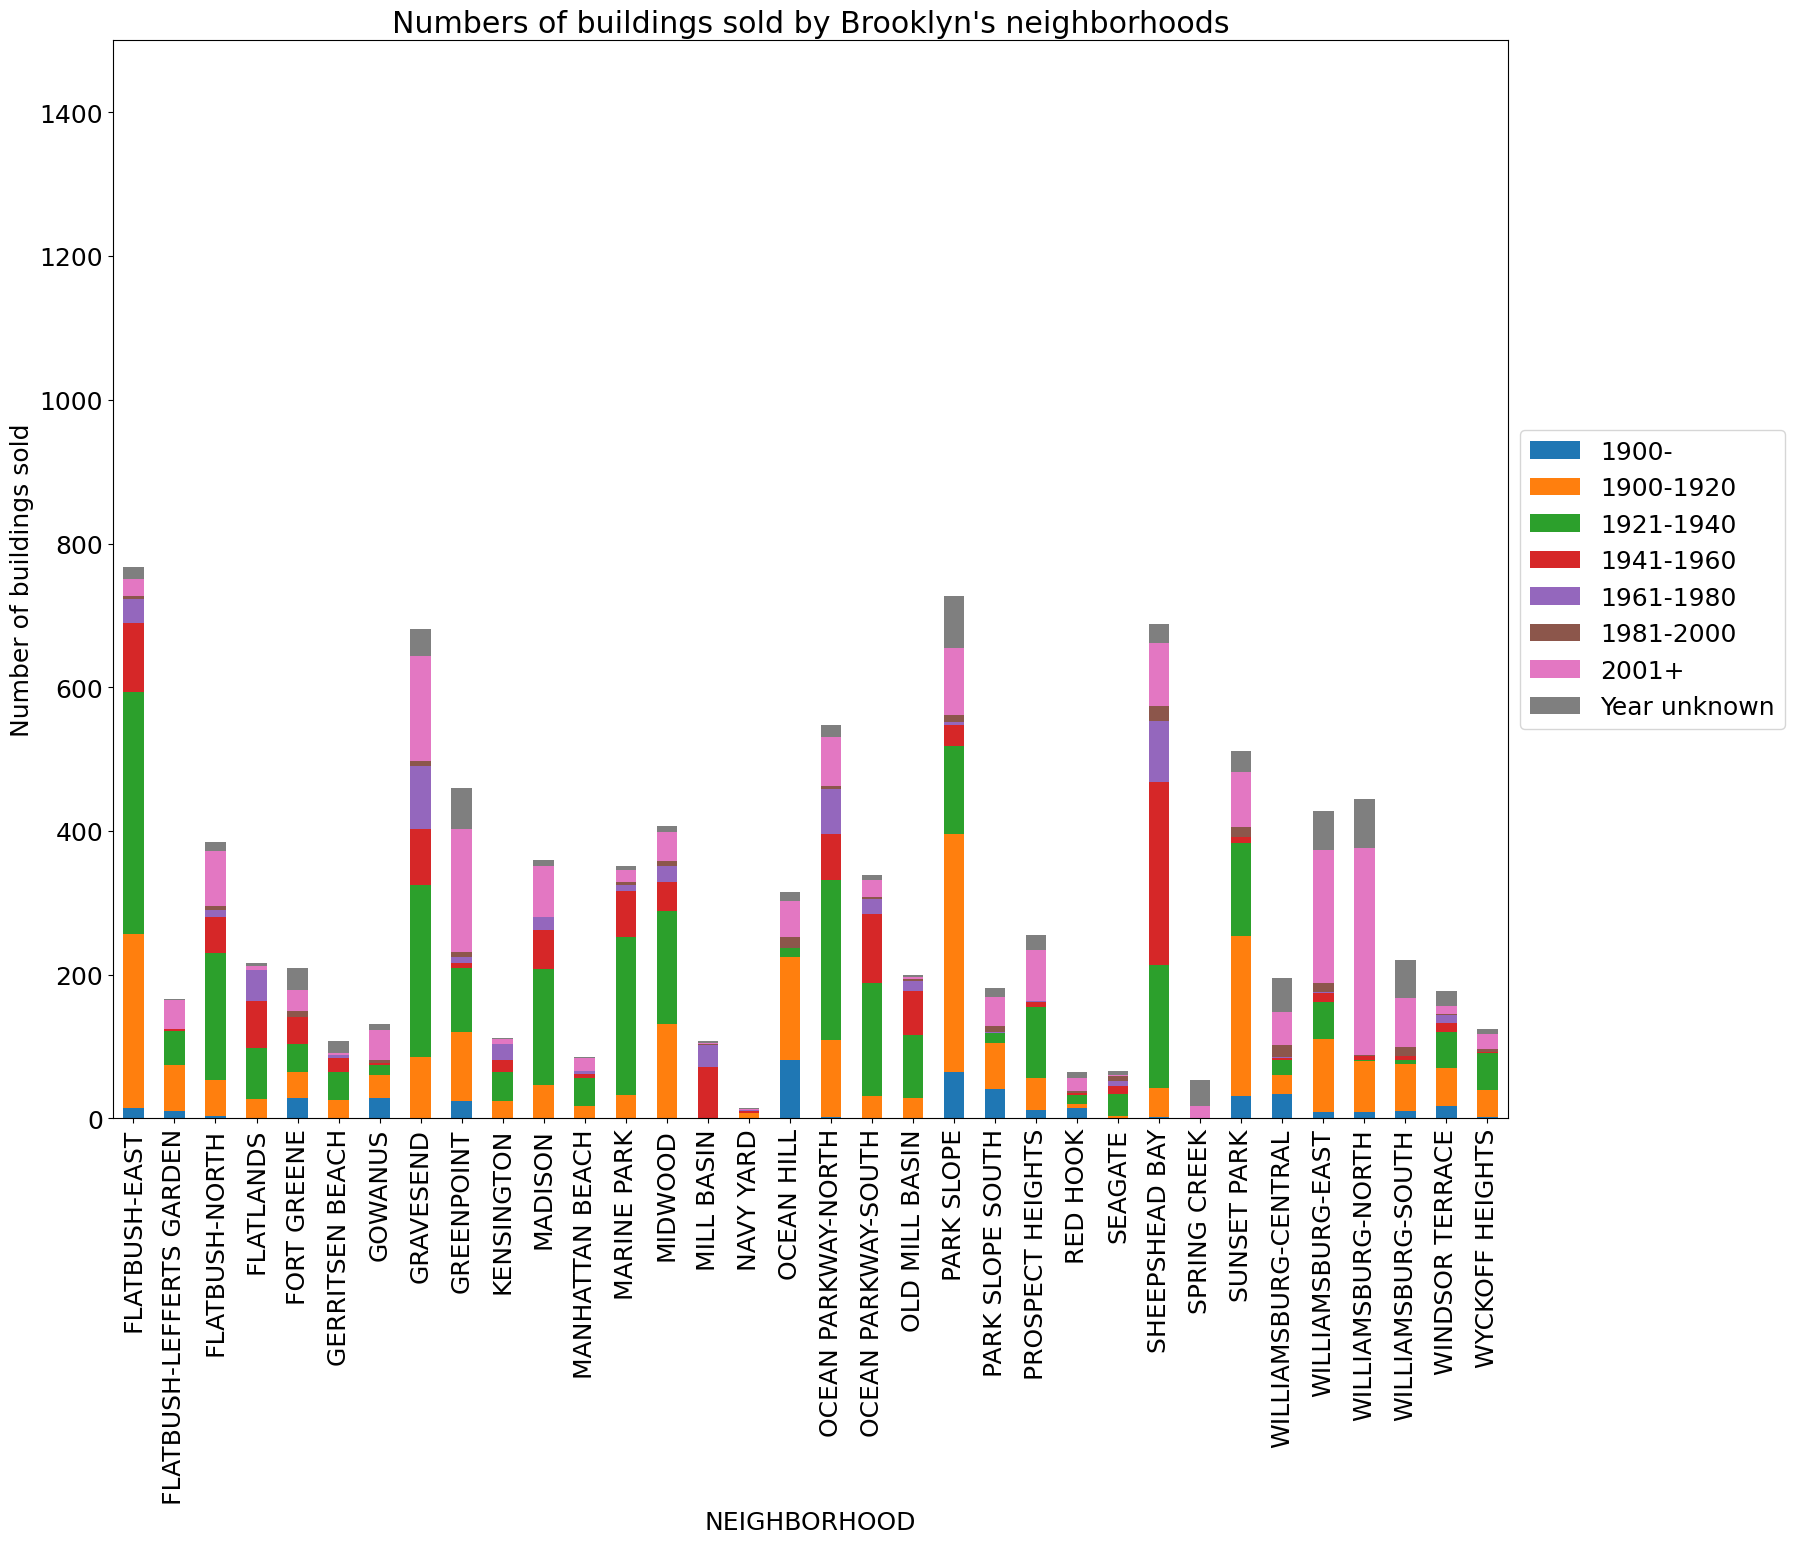 Numbers of buildings sold by Brooklyn's neighborhoods
Number of buildings sold
1400
1200
1000
800
600
400
200
0
1900-
1900-1920
1921-1940
1941-1960
1961-1980
1981-2000
2001+
Year unknown
FLATBUSH-EAST
FLATBUSH-LEFFERTS GARDEN
FLATBUSH-NORTH
FLATLANDS
FORT GREENE
GERRITSEN BEACH
GOWANUS
GRAVESEND
GREENPOINT
KENSINGTON
MADISON
MANHATTAN BEACH
MARINE PARK
MIDWOOD
MILL BASIN
NAVY YARD
OCEAN HILL
OCEAN PARKWAY-NORTH
OCEAN PARKWAY-SOUTH
OLD MILL BASIN
PARK SLOPE
PARK SLOPE SOUTH
PROSPECT HEIGHTS
RED HOOK
SEAGATE
SHEEPSHEAD BAY
SPRING CREEK
SUNSET PARK
WILLIAMSBURG-CENTRAL
WILLIAMSBURG-EAST
WILLIAMSBURG-NORTH
WILLIAMSBURG-SOUTH
WINDSOR TERRACE
WYCKOFF HEIGHTS
NEIGHBORHOOD